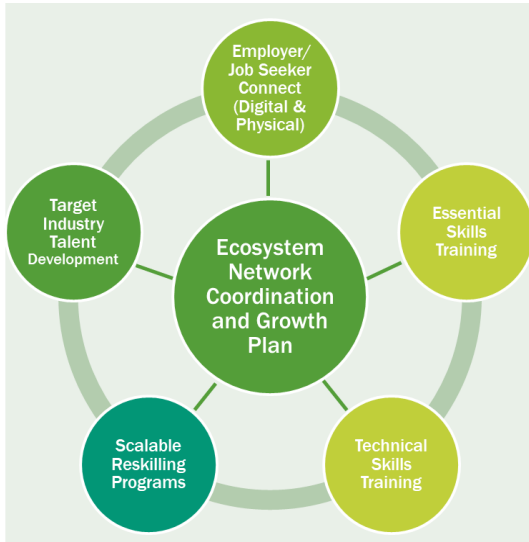 Employer/
Job Seeker
Connect
(Digital &
Physical)
Target
Industry
Talent
Development
Essential
Skills
Training
Ecosystem
Network
Coordination
and Growth
Plan
Scalable
Reskilling
Programs
Technical
Skills
Training